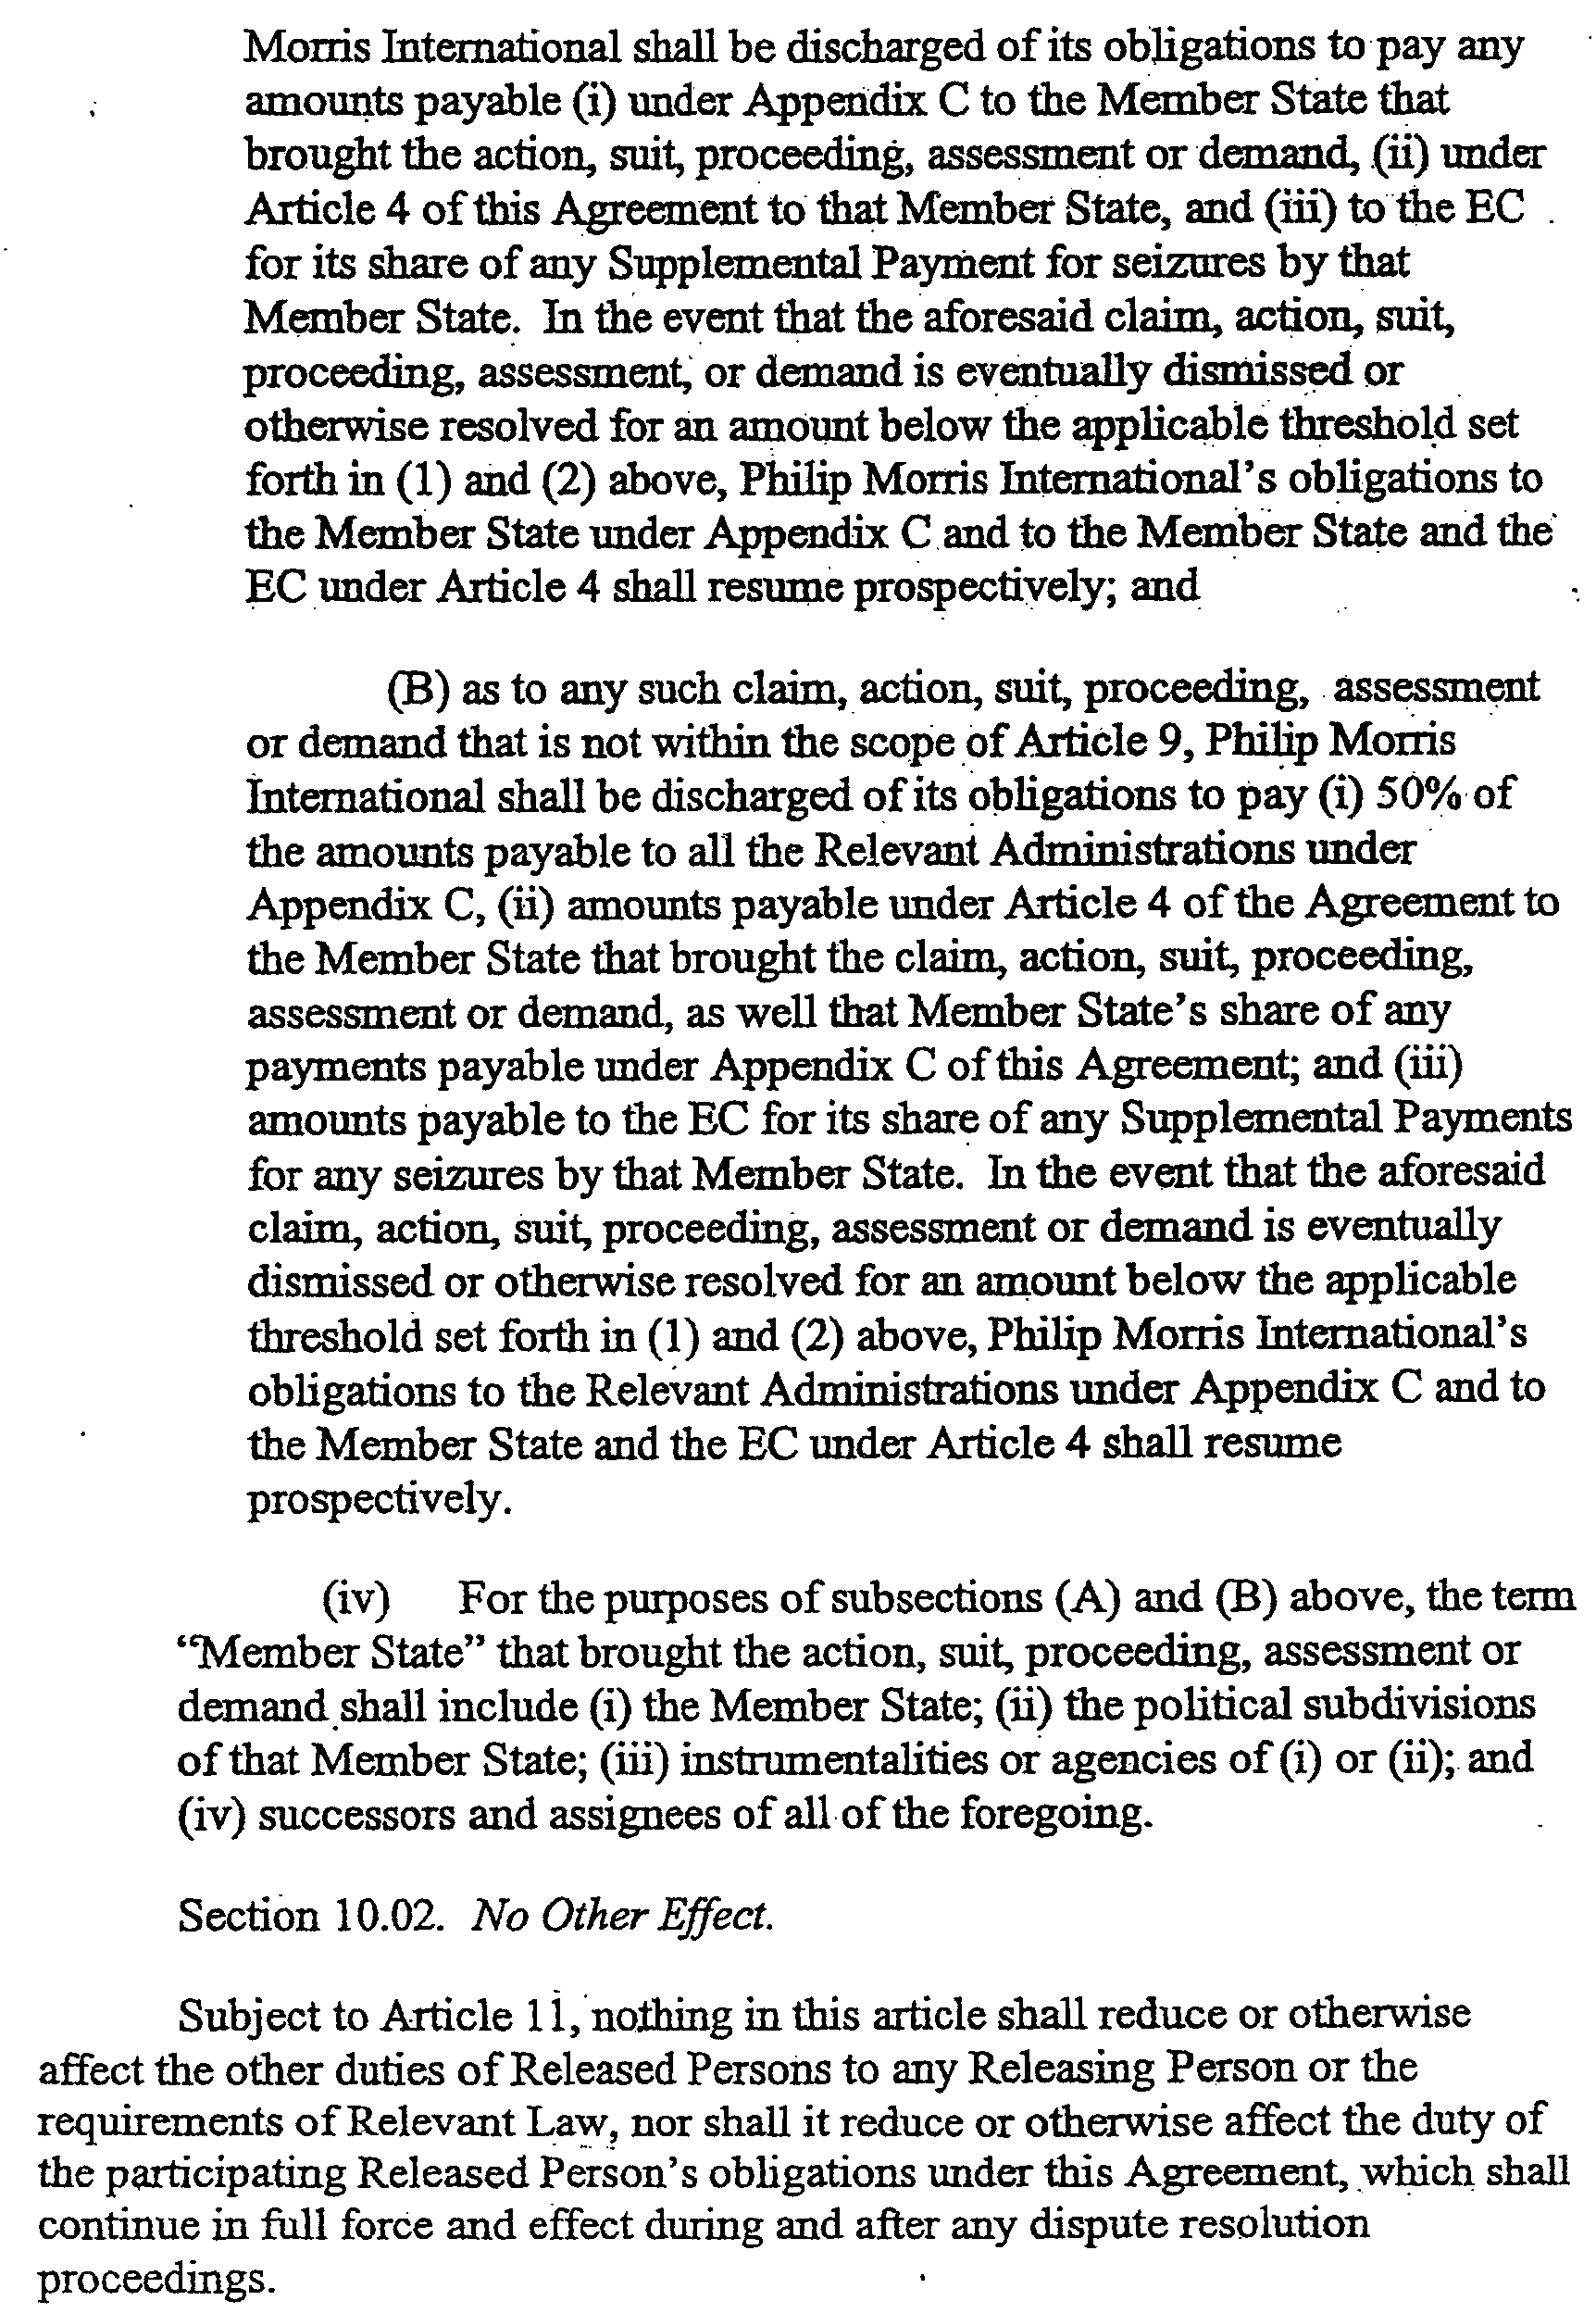 Morris International shall be discharged of its obligations to pay any
amounts payable (i) under Appendix C to the Member State that
brought the action, suit, proceeding, assessment or demand, (ii) under
Article 4 of this Agreement to that Member State, and (iii) to the EC
for its share of any Supplemental Payment for seizures by that
Member State. In the event that the aforesaid claim, action, suit,
proceeding, assessment, or demand is eventually dismissed or
otherwise resolved for an amount below the applicable threshold set
forth in (1) and (2) above, Philip Morris International's obligations to
the Member State under Appendix C and to the Member State and the
EC under Article 4 shall resume prospectively; and
(B) as to any such claim, action, suit, proceeding, assessment
or demand that is not within the scope of Article 9, Philip Morris
International shall be discharged of its obligations to pay (i) 50% of
the amounts payable to all the Relevant Administrations under
Appendix C, (ii) amounts payable under Article 4 of the Agreement to
the Member State that brought the claim, action, suit, proceeding,
assessment or demand, as well that Member State's share of any
payments payable under Appendix C of this Agreement; and (iii)
amounts payable to the EC for its share of any Supplemental Payments
for any seizures by that Member State. In the event that the aforesaid
claim, action, suit, proceeding, assessment or demand is eventually
dismissed or otherwise resolved for an amount below the applicable
threshold set forth in (1) and (2) above, Philip Morris International's
obligations to the Relevant Administrations under Appendix C and to
the Member State and the EC under Article 4 shall resume
prospectively.
(iv) For the purposes of subsections (A) and (B) above, the term
“Member State” that brought the action, suit, proceeding, assessment or
demand shall include (i) the Member State; (ii) the political subdivisions
of that Member State; (iii) instrumentalities or agencies of (i) or (ii); and
(iv) successors and assignees of all of the foregoing.
Section 10.02. No Other Effect.
Subject to Article 11, nothing in this article shall reduce or otherwise
affect the other duties of Released Persons to any Releasing Person or the
requirements of Relevant Law, nor shall it reduce or otherwise affect the duty of
the participating Released Person's obligations under this Agreement, which shall
continue in full force and effect during and after any dispute resolution
proceedings.